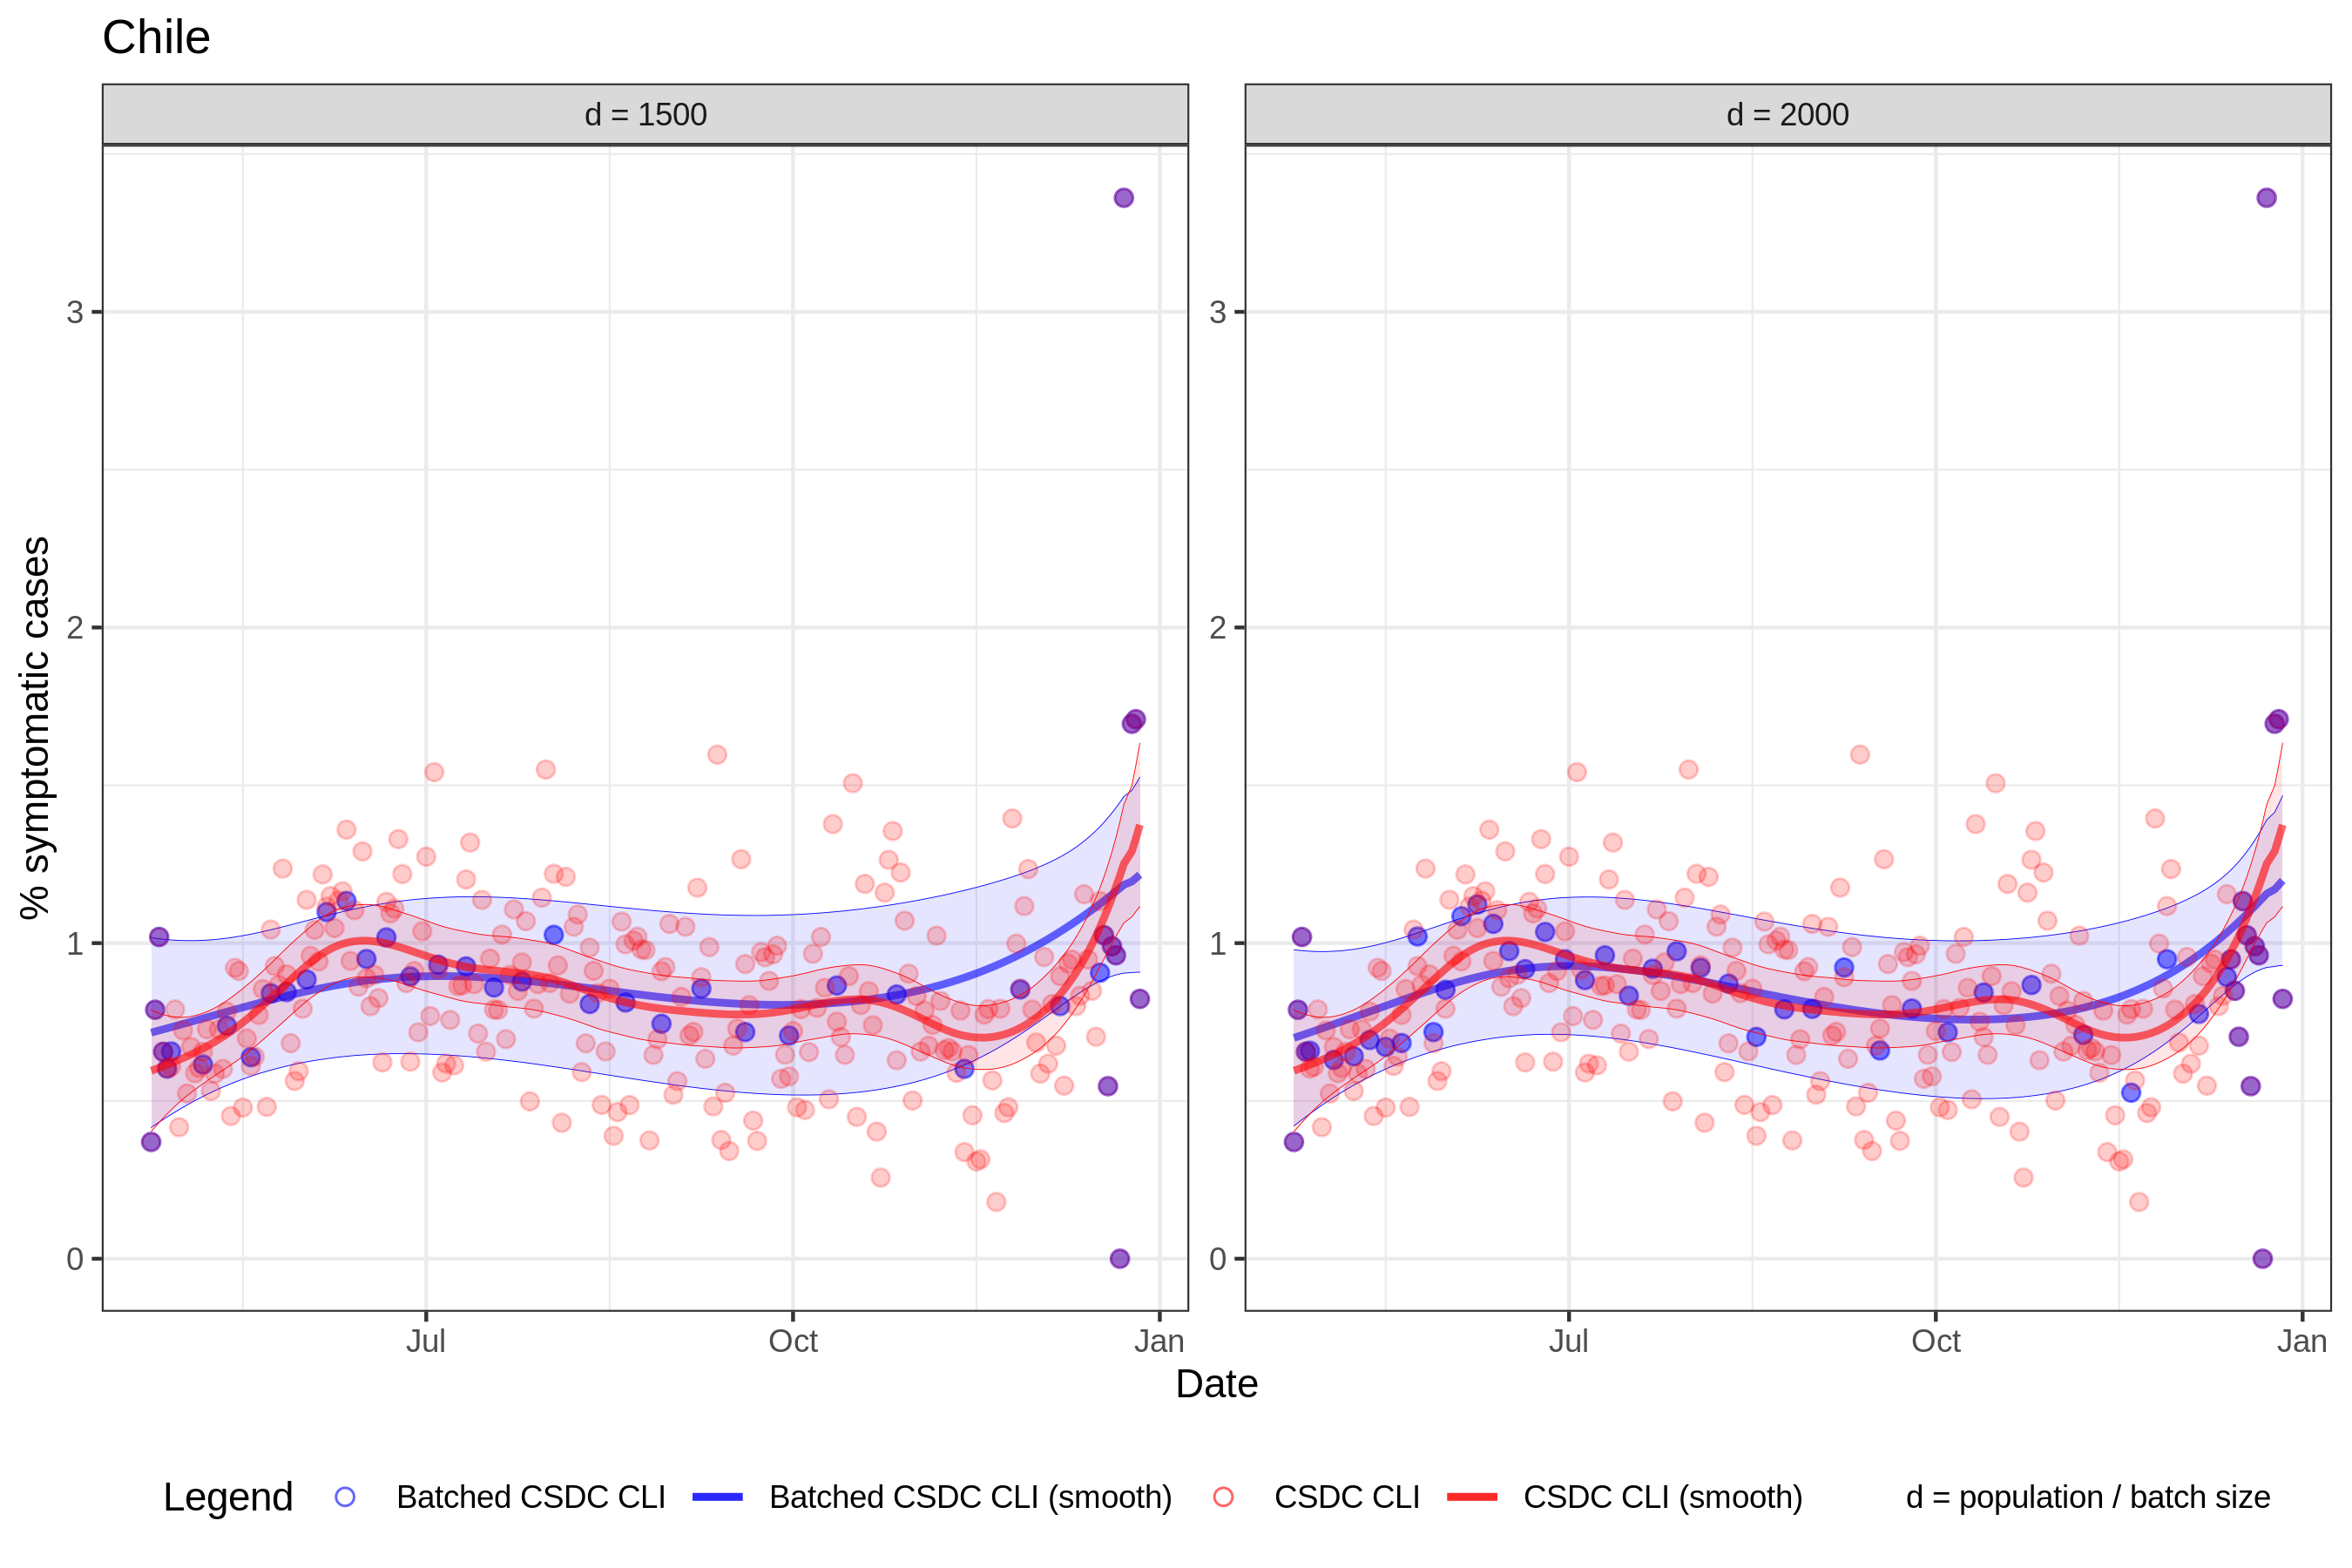 Chile
d = 1500
d = 2000
% symptomatic cases
3
2
1
0
3
2
1
0
Jul
Oct
Jan
Jul
Oct
Jan
Date
Legend
Batched CSDC CLI
Batched CSDC CLI (smooth)
CSDC CLI
CSDC CLI (smooth)
d = population / batch size